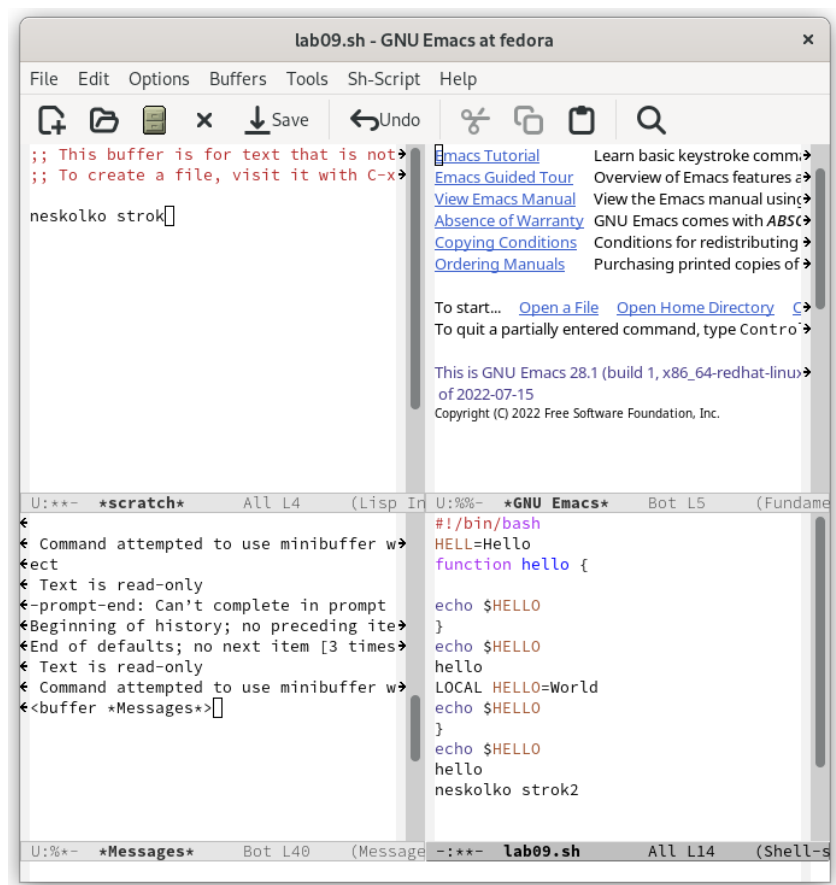 lab09.sh - GNU Emacs at fedora
File Edit Options Buffers Tools Sh-Script Help
Save Undo
;; This buffer is for text that is not
;; To create a file, visit it with C-x
neskolko strok
U:**- *scratch* All L4 (Lisp In
Emacs Tutorial Learn basic keystroke comma
Emacs Guided Tour Overview of Emacs features a
View Emacs Manual View the Emacs manual using
Absence of Warranty GNU Emacs comes with ABSO
Copying Conditions Conditions for redistributing
Ordering Manuals Purchasing printed copies of
To start... Open a File Open Home Directory C
To quit a partially entered command, type Contro
This is GNU Emacs 28.1 (build 1, x86_64-redhat-linux
of 2022-07-15
Copyright (C) 2022 Free Software Foundation, Inc.
U:%%- *GNU Emacs* Bot L5 (Fundame
Command attempted to use minibuffer w
ect
Text is read-only
-prompt-end: Can’t complete in prompt
Beginning of history; no preceding ite
End of defaults; no next item [3 times
Text is read-only
Command attempted to use minibuffer w
<buffer *Messages*>
U:%*- *Messages* Bot L40 (Message
#!/bin/bash
HELL=Hello
function hello {
echo $HELLO
}
echo $HELLO
hello
LOCAL HELLO=World
echo $HELLO
}
echo $HELLO
hello
neskolko strok2
-:**- lab09.sh All L14 (Shell-s